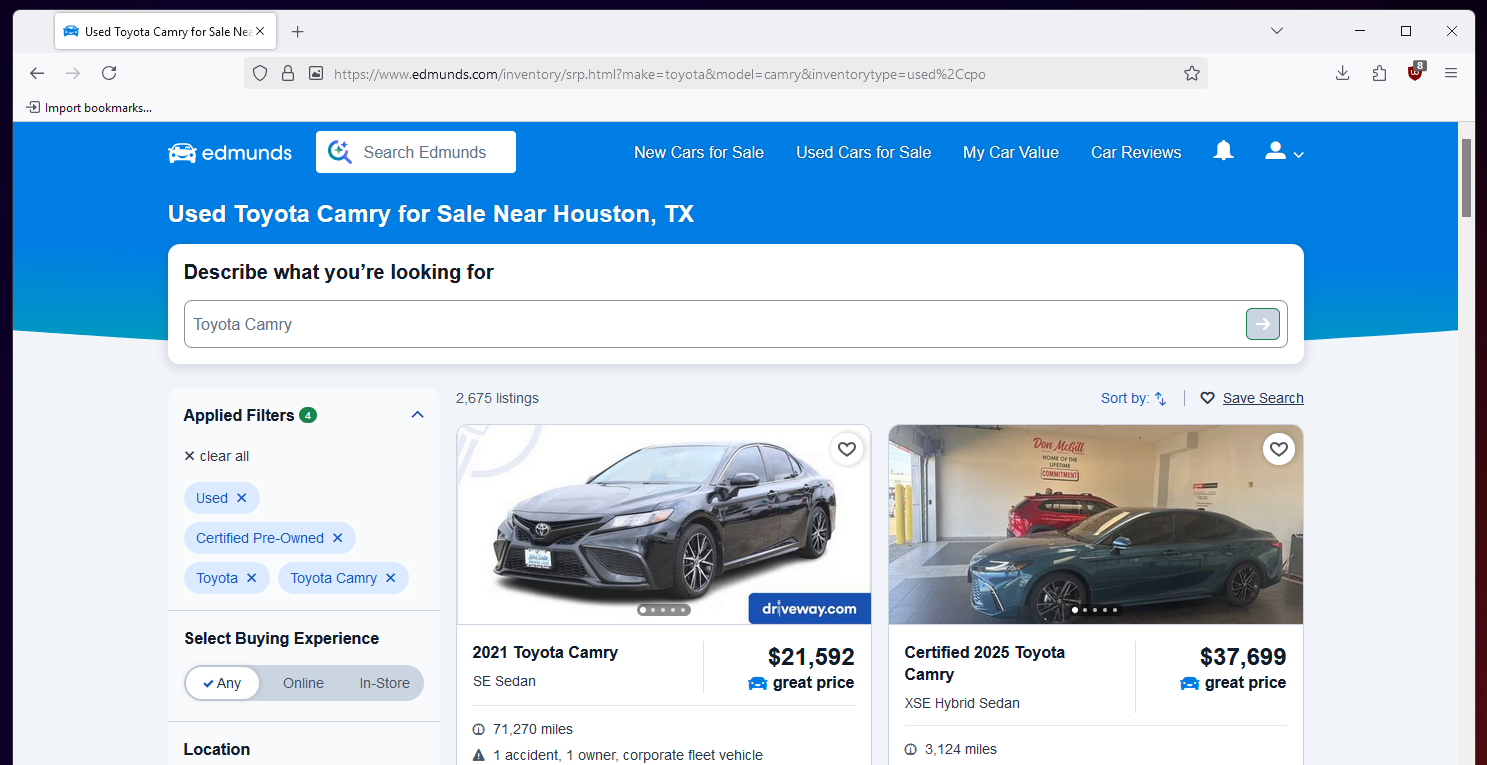 Used Toyota Camry for Sale Nea
https://www.edmunds.com/inventory/srp.html?make=toyota&model=camry&inventorytype=used%2Ccpo
8
Import bookmarks...
edmunds
Search Edmunds
New Cars for Sale
Used Cars for Sale
My Car Value
Car Reviews
Used Toyota Camry for Sale Near Houston, TX
Describe what you're looking for
Toyota Camry
Applied Filters 4
clear all
Used
Certified Pre-Owned
Toyota
Toyota Camry
Select Buying Experience
Any
Online
In-Store
Location
2,675 listings
Sort by:
Save Search
driveway.com
2021 Toyota Camry
SE Sedan
$21,592
great price
71,270 miles
1 accident, 1 owner, corporate fleet vehicle
Don McGill
HOME OF THE
LIFETIME
COMMITMENT
Certified 2025 Toyota
Camry
XSE Hybrid Sedan
$37,699
great price
3,124 miles